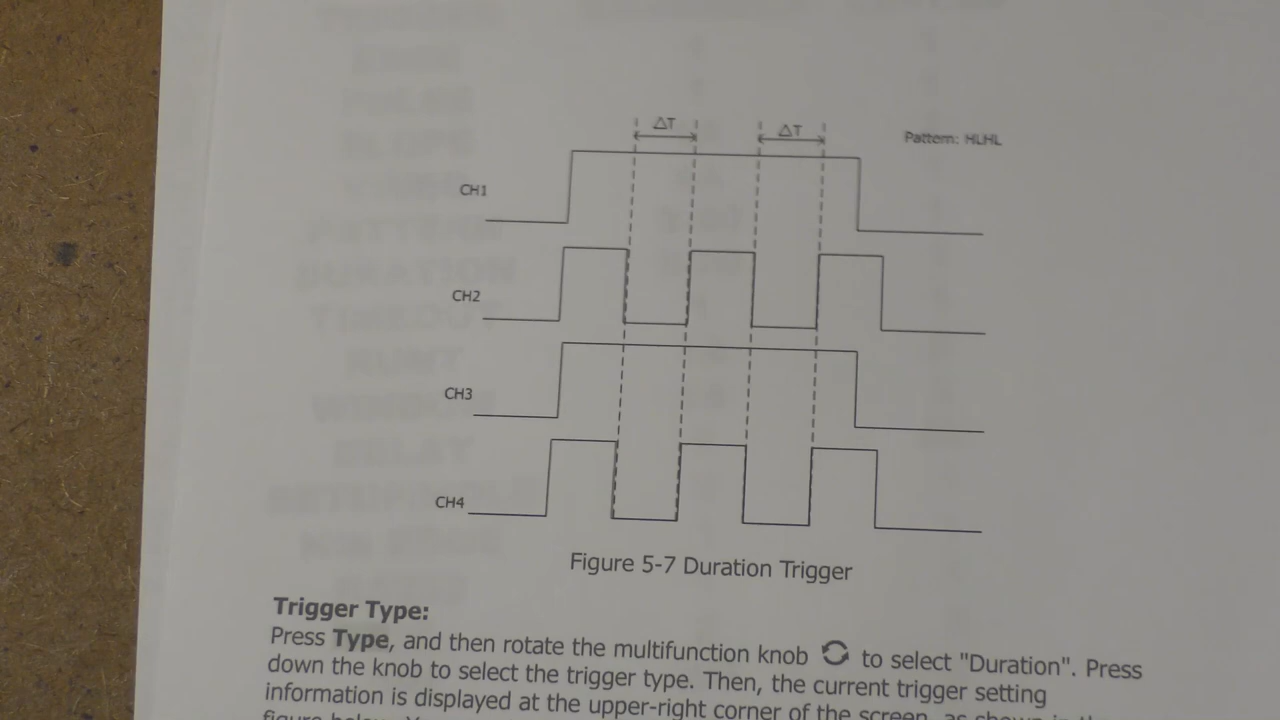 ΔT ΔT
Pattern: HLHL
CH1
CH2
CH3
CH4
Figure 5-7 Duration Trigger
Trigger Type:
Press Type, and then rotate the multifunction knob to select "Duration". Press
down the knob to select the trigger type. Then, the current trigger setting
information is displayed at the upper-right corner of the screen, as shown in the